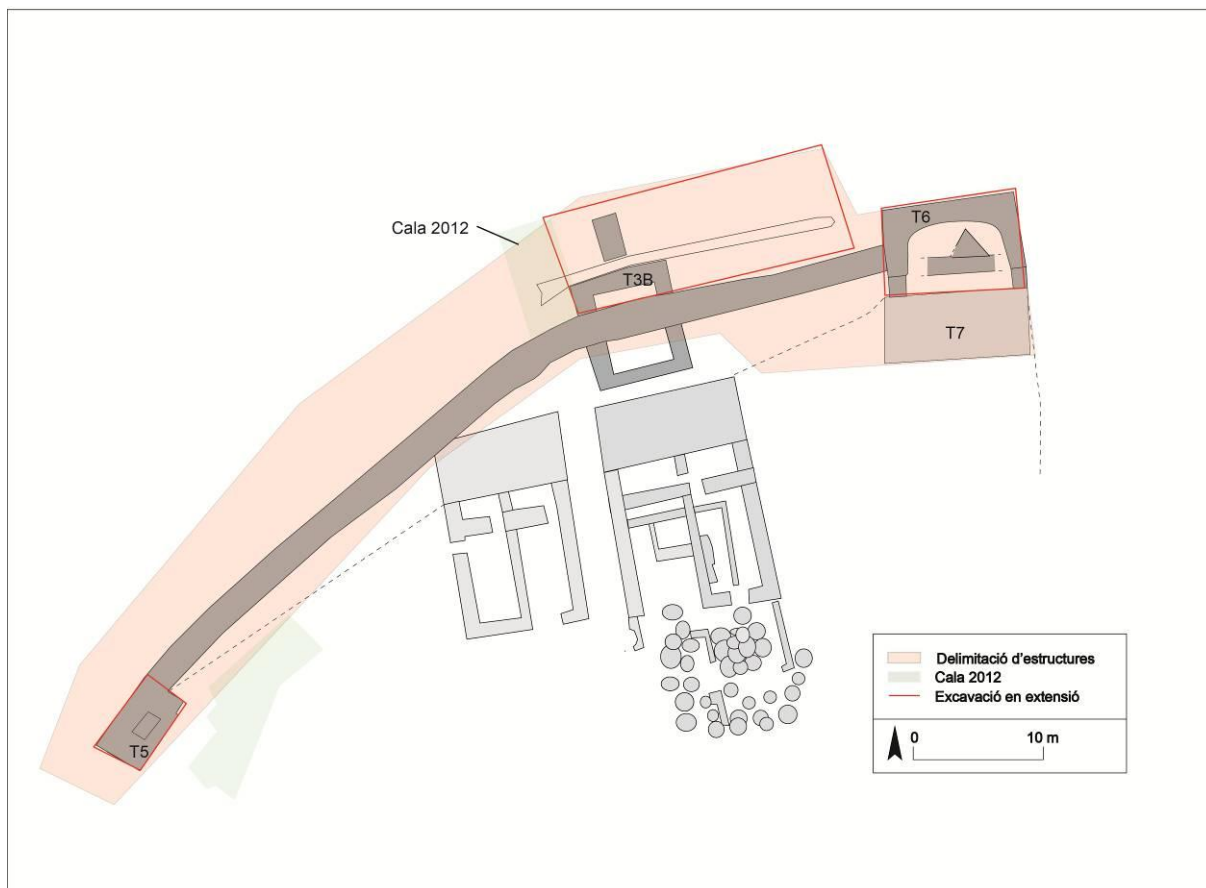 T6
Cala 2012
T3B
T7
T5
Delimitació d'estructures
Cala 2012
Excavació en extensió
0 10 m